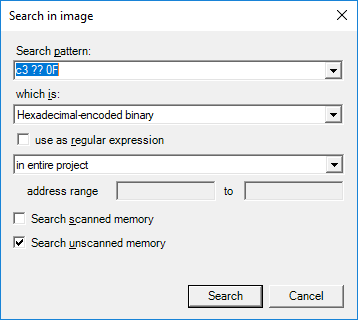 Search in image
Search pattern:
c3 ?? 0F
which is:
Hexadecimal-encoded binary
use as regular expression
in entire project
address range to
Search scanned memory
Search unscanned memory
Search Cancel